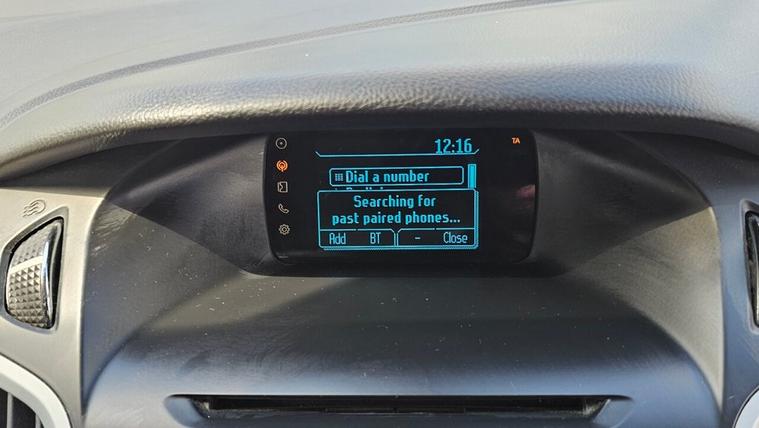 12:16
TA
Dial a number
Searching for
past paired phones...
Add BT - Close